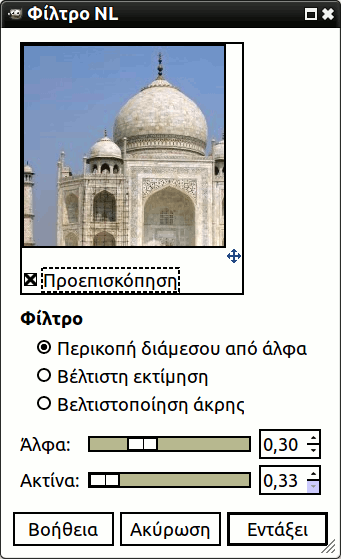 Φίλτρο NL
Προεπισκόπηση
Φίλτρο
Περικοπή διάμεσου από άλφα
Βέλτιστη εκτίμηση
Βελτιστοποίηση άκρης
Άλφα: 0,30
Ακτίνα: 0,33
Βοήθεια Ακύρωση Εντάξει